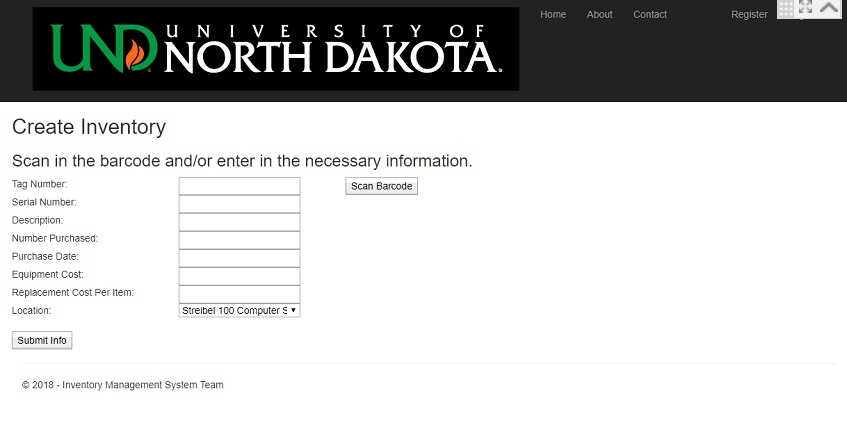 UND
UNIVERSITY OF
NORTH DAKOTA.
Home About Contact Register
Create Inventory
Scan in the barcode and/or enter in the necessary information.
Tag Number: Scan Barcode
Serial Number:
Description:
Number Purchased:
Purchase Date:
Equipment Cost:
Replacement Cost Per Item:
Location: Streibel 100 Computer S
Submit Info
© 2018 - Inventory Management System Team